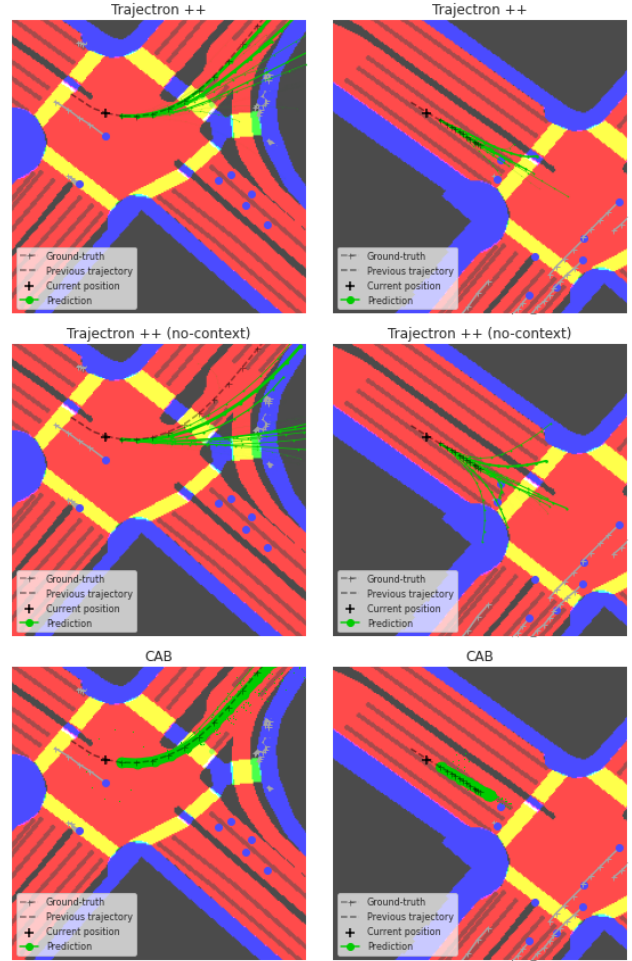 Trajectron ++
Trajectron ++
Ground-truth
Previous trajectory
Current position
Prediction
Ground-truth
Previous trajectory
Current position
Prediction
Trajectron ++ (no-context)
Trajectron ++ (no-context)
Ground-truth
Previous trajectory
Current position
Prediction
Ground-truth
Previous trajectory
Current position
Prediction
CAB
CAB
Ground-truth
Previous trajectory
Current position
Prediction
Ground-truth
Previous trajectory
Current position
Prediction